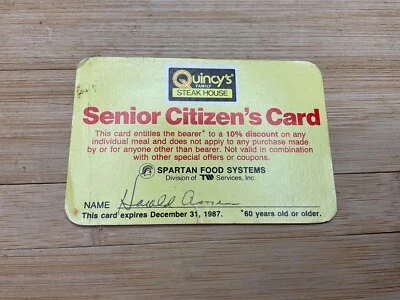 Quincy's
FAMILY
STEAK HOUSE
Senior Citizen's Card
This card entitles the bearer* to a 10% discount on any
individual meal and does not apply to any purchase made
by or for anyone other than bearer. Not valid in combination
with other special offers or coupons.
SPARTAN FOOD SYSTEMS
Division of TW Services, Inc.
NAME Harald
This card expires December 31, 1987. *60 years old or older.